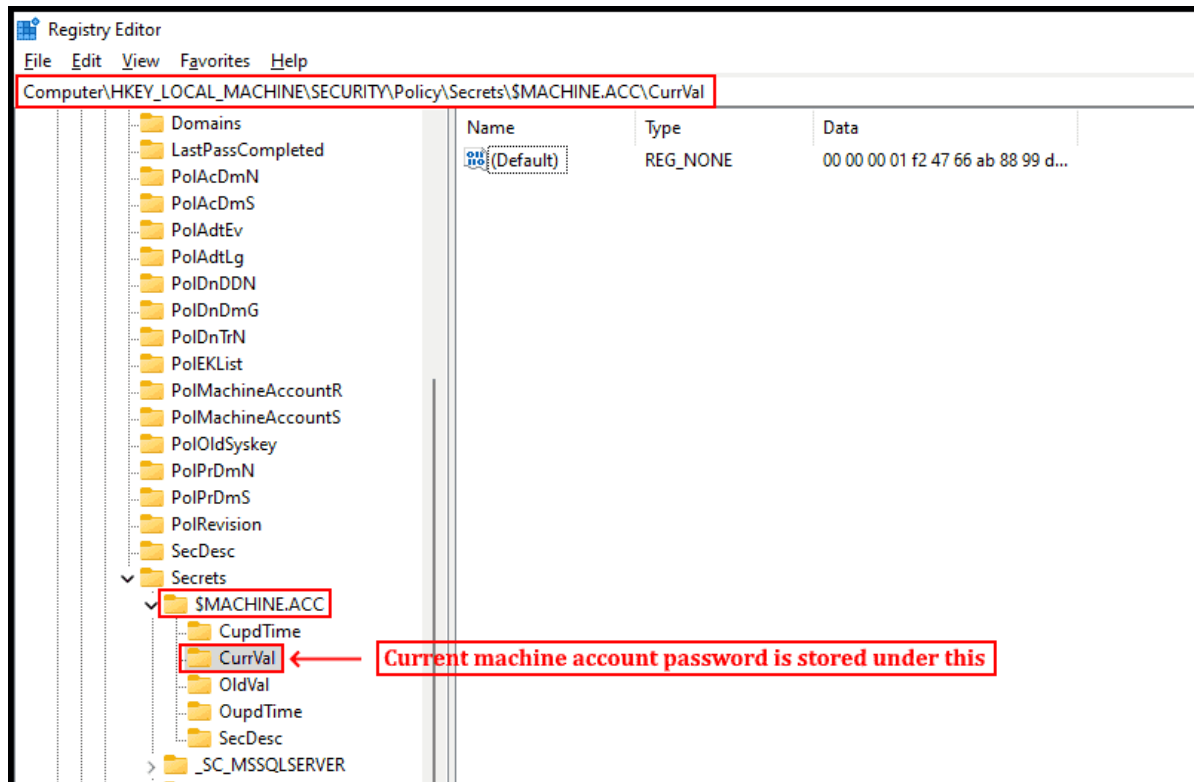 Registry Editor
File Edit View Favorites Help
Computer\HKEY_LOCAL_MACHINE\SECURITY\Policy\Secrets\$MACHINE.ACC\CurrVal
Domains
LastPassCompleted
PolAcDmN
PolAcDmS
PolAdtEv
PolAdtLg
PolDnDDN
PolDnDmG
PolDnTrN
PolEKList
PolMachineAccountR
PolMachineAccountS
PolOldSyskey
PolPrDmN
PolPrDmS
PolRevision
SecDesc
Secrets
$MACHINE.ACC
CupdTime
CurrVal
OldVal
OupdTime
SecDesc
_SC_MSSQLSERVER
Name Type Data
(Default) REG_NONE 00 00 00 01 f2 47 66 ab 88 99 d...
Current machine account password is stored under this